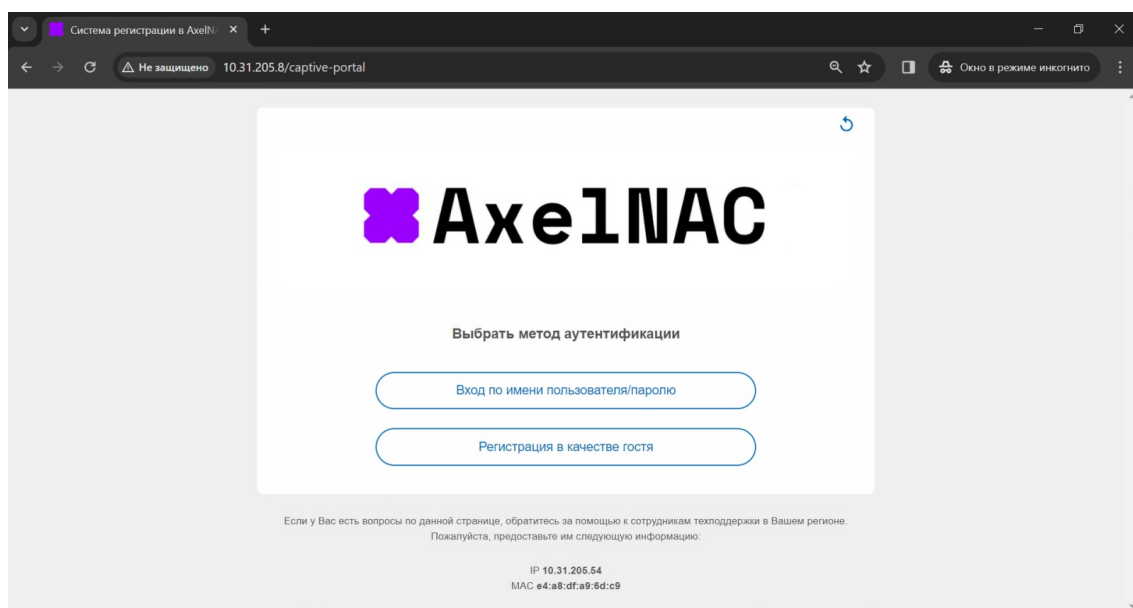 Система регистрации в AxelN
Не защищено
10.31.205.8/captive-portal
Окно в режиме инкогнито
AxelNAC
Выбрать метод аутентификации
Вход по имени пользователя/паролю
Регистрация в качестве гостя
Если у Вас есть вопросы по данной странице, обратитесь за помощью к сотрудникам техподдержки в Вашем регионе.
Пожалуйста, предоставьте им следующую информацию:
IP 10.31.205.54
MAC e4:a8:df:a9:6d:c9